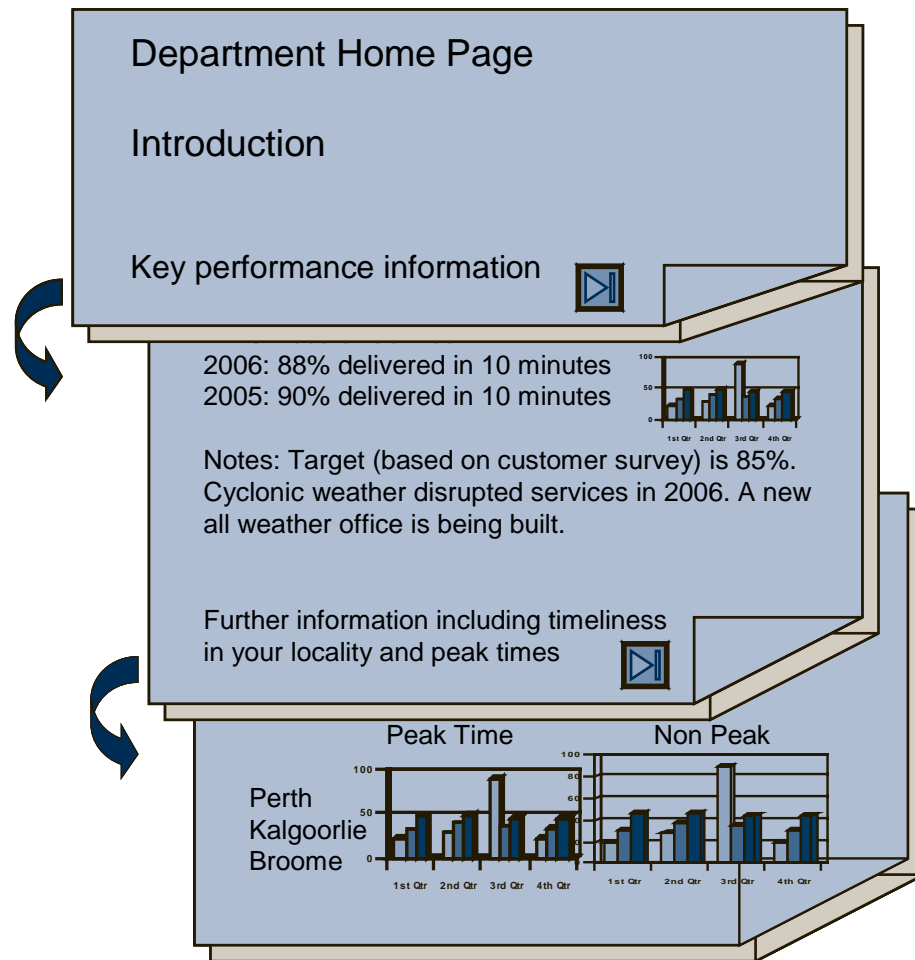 Department Home Page
Introduction
Key performance information
2006: 88% delivered in 10 minutes
2005: 90% delivered in 10 minutes
100
50
0
1st Qtr 2nd Qtr 3rd Qtr 4th Qtr
Notes: Target (based on customer survey) is 85%.
Cyclonic weather disrupted services in 2006. A new
all weather office is being built.
Further information including timeliness
in your locality and peak times
Peak Time Non Peak
Perth
Kalgoorlie
Broome
100
50
0
1st Qtr 2nd Qtr 3rd Qtr 4th Qtr
100
80
60
40
1st Qtr 2nd Qtr 3rd Qtr 4th Qtr